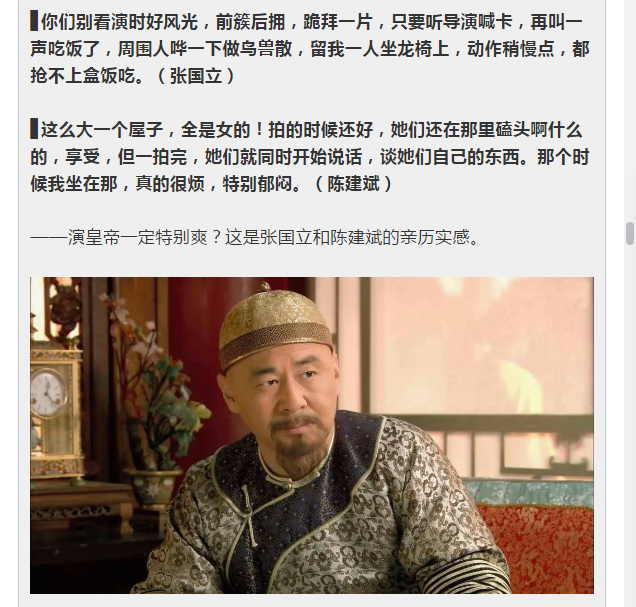 ▌你们别看演时好风光，前簇后拥，跪拜一片，只要听导演喊卡，再叫一
声吃饭了，周围人哗一下做鸟兽散，留我一人坐龙椅上，动作稍慢点，都
抢不上盒饭吃。（张国立）
▌这么大一个屋子，全是女的！拍的时候还好，她们还在那里磕头啊什么
的，享受，但一拍完，她们就同时开始说话，谈她们自己的东西。那个时
候我坐在那，真的很烦，特别郁闷。（陈建斌）
——演皇帝一定特别爽？这是张国立和陈建斌的亲历实感。